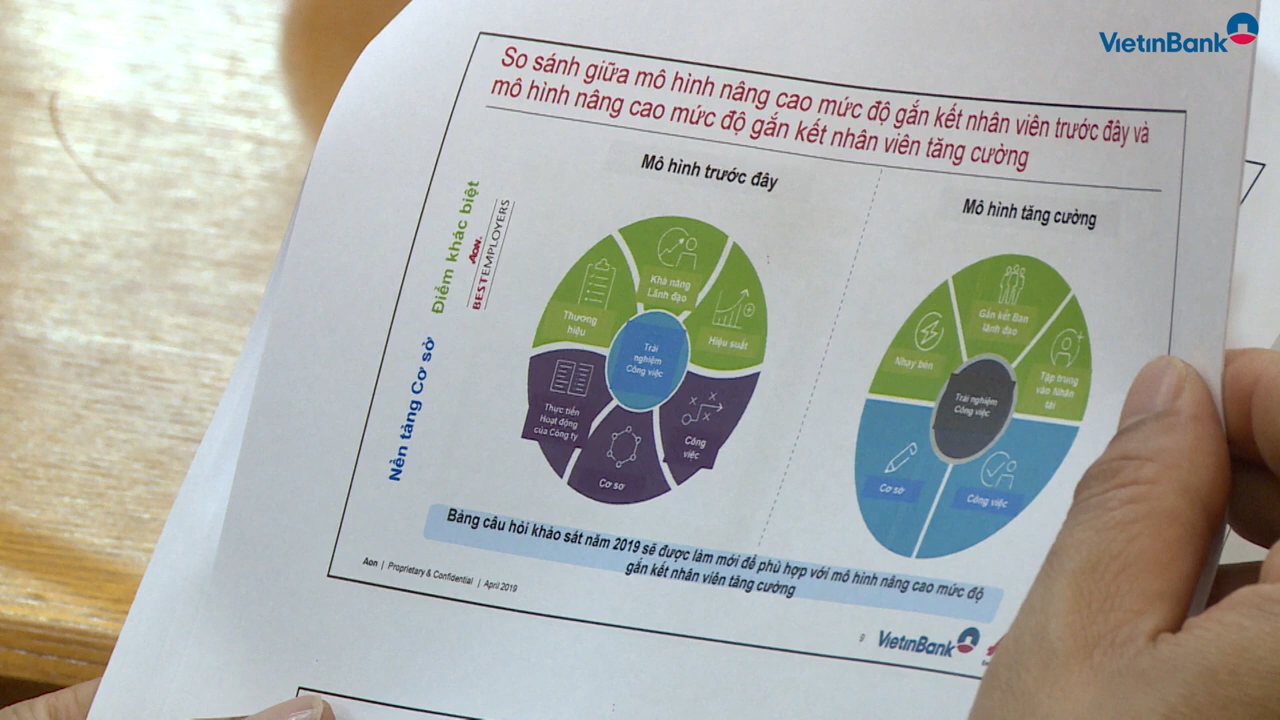 VietinBank
So sánh giữa mô hình nâng cao mức độ gắn kết nhân viên trước đây và
mô hình nâng cao mức độ gắn kết nhân viên tăng cường
Mô hình trước đây
Mô hình tăng cường
Điểm khác biệt
AON.
BESTEMPLOYERS
Nền tảng Cơ sở
Khả năng
Lãnh đạo
Thương
hiệu
Hiệu suất
Trải
nghiệm
Công việc
Thực tiễn
Hoạt động
của Công ty
Cơ sơ
Công
việc
Gắn kết Ban
lãnh đạo
Nhạy bén
Tập trung
vào Nhân
tài
Trải nghiệm
Công việc
Cơ sở
Công việc
Bảng câu hỏi khảo sát năm 2019 sẽ được làm mới để phù hợp với mô hình nâng cao mức độ
gắn kết nhân viên tăng cường
Aon | Proprietary & Confidential | April 2019
9
VietinBank